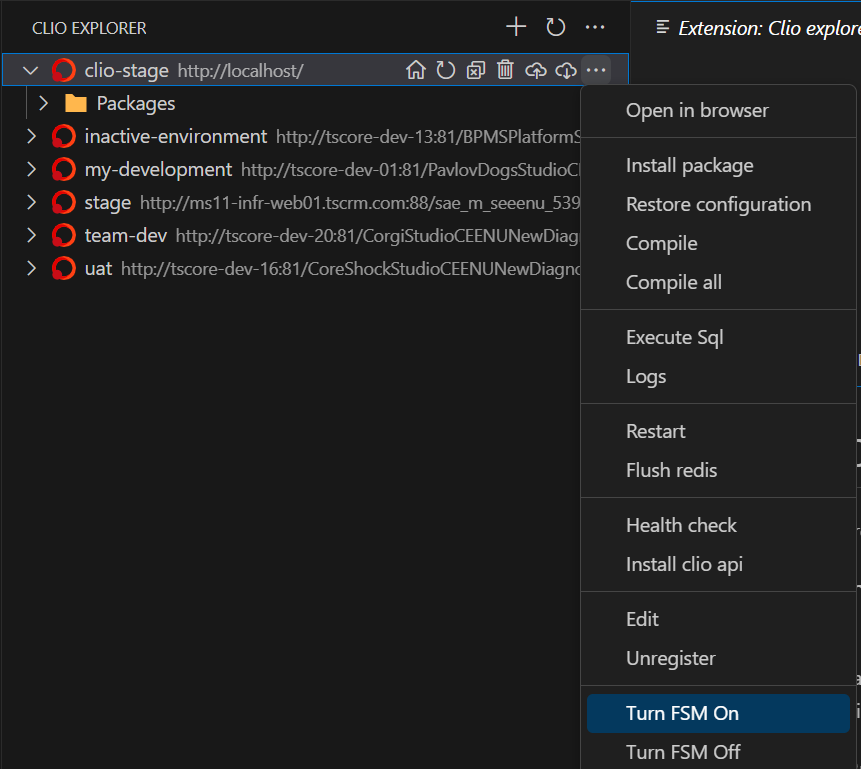 CLIO EXPLORER
Extension: Clio explore
clio-stage http://localhost/
Packages
inactive-environment http://tscore-dev-13:81/BPMSPlatformS
my-development http://tscore-dev-01:81/PavlovDogsStudioC
stage http://ms11-infr-web01.tscrm.com:88/sae_m_seeenu_539
team-dev http://tscore-dev-20:81/CorgiStudioCEENUNewDiag
uat http://tscore-dev-16:81/CoreShockStudioCEENUNewDiagno
Open in browser
Install package
Restore configuration
Compile
Compile all
Execute Sql
Logs
Restart
Flush redis
Health check
Install clio api
Edit
Unregister
Turn FSM On
Turn FSM Off